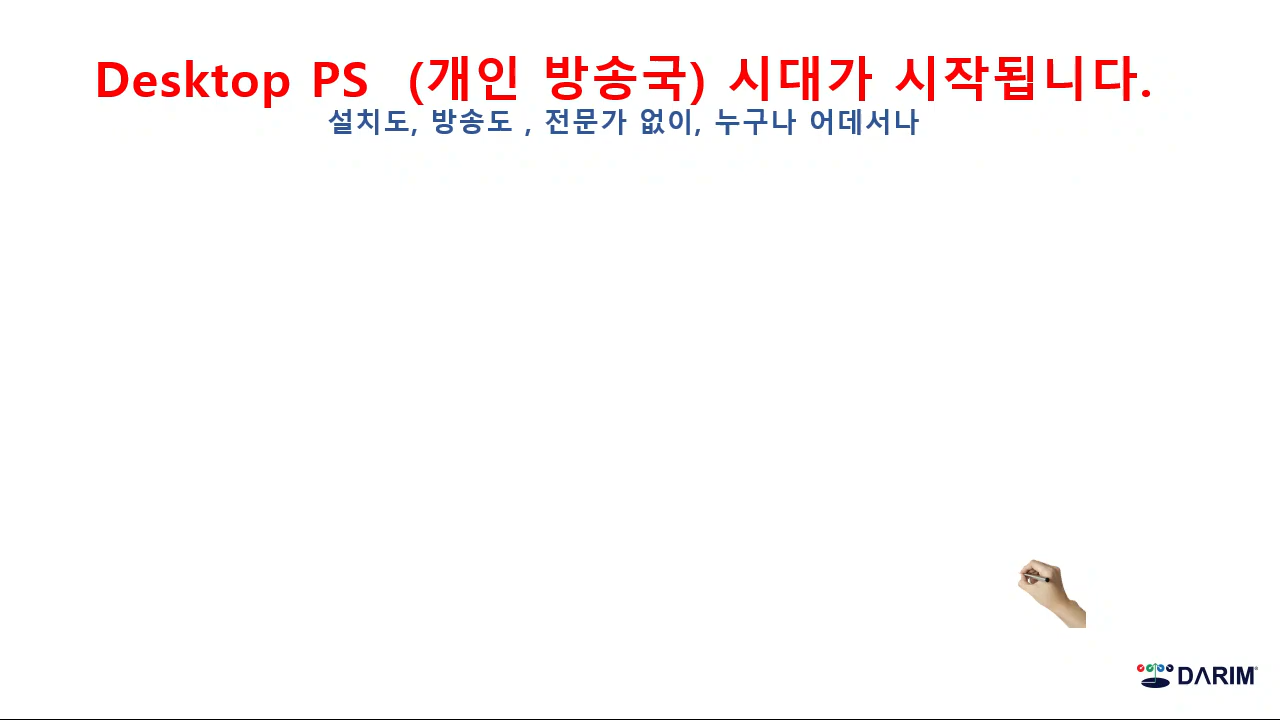 Desktop PS (개인 방송국) 시대가 시작됩니다.
설치도, 방송도 , 전문가 없이, 누구나 어데서나
DARIM